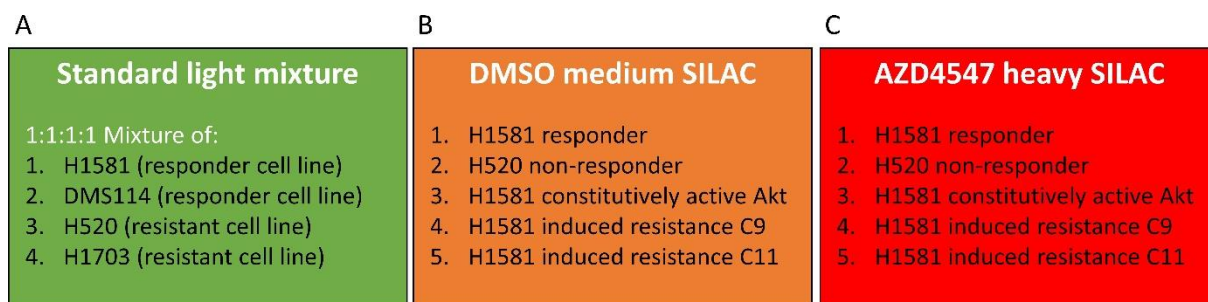 A
Standard light mixture
1:1:1:1 Mixture of:
1. H1581 (responder cell line)
2. DMS114 (responder cell line)
3. H520 (resistant cell line)
4. H1703 (resistant cell line)
B
DMSO medium SILAC
1. H1581 responder
2. H520 non-responder
3. H1581 constitutively active Akt
4. H1581 induced resistance C9
5. H1581 induced resistance C11
C
AZD4547 heavy SILAC
1. H1581 responder
2. H520 non-responder
3. H1581 constitutively active Akt
4. H1581 induced resistance C9
5. H1581 induced resistance C11